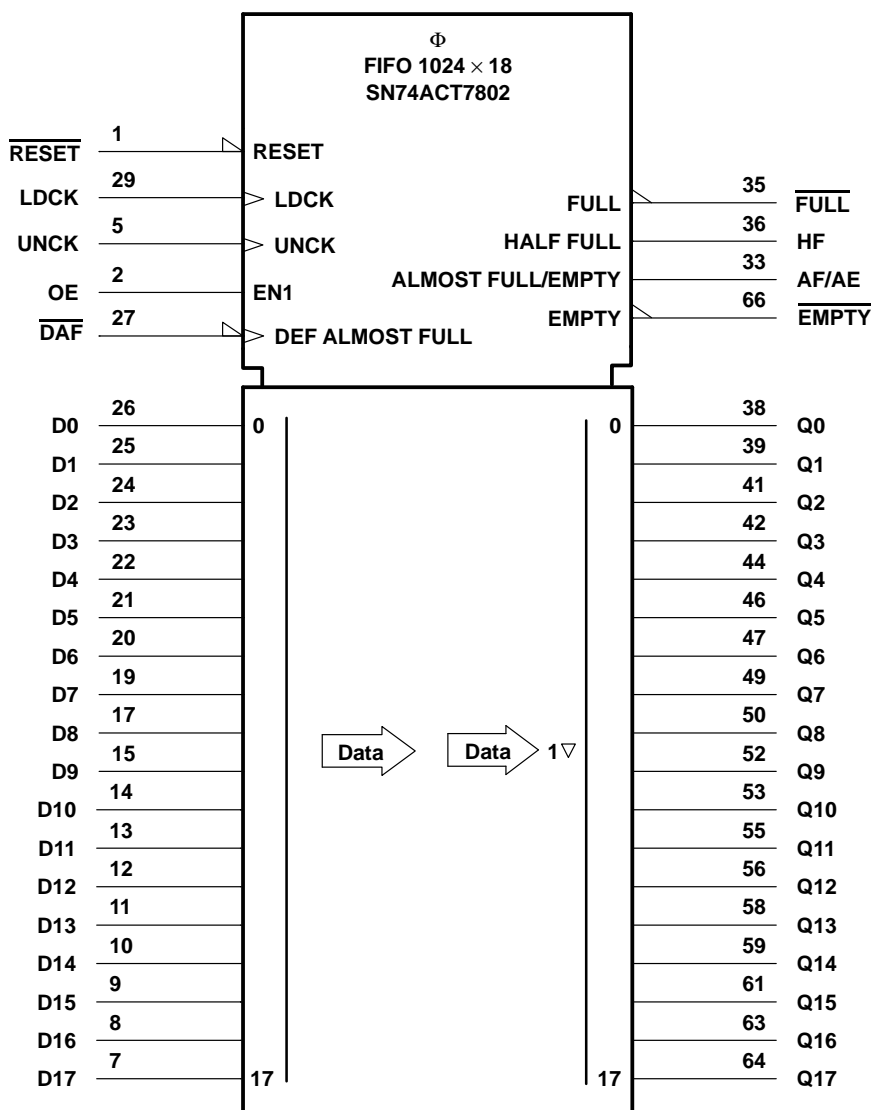 Φ
FIFO 1024 × 18
SN74ACT7802
RESET 1 RESET
LDCK 29 LDCK
UNCK 5 UNCK
OE 2 EN1
DAF 27 DEF ALMOST FULL
FULL 35 FULL
HALF FULL 36 HF
ALMOST FULL/EMPTY 33 AF/AE
EMPTY 66 EMPTY
D0 26 0
D1 25
D2 24
D3 23
D4 22
D5 21
D6 20
D7 19
D8 17
D9 15
D10 14
D11 13
D12 12
D13 11
D14 10
D15 9
D16 8
D17 7 17
Data Data 1
0 38 Q0
39 Q1
41 Q2
42 Q3
44 Q4
46 Q5
47 Q6
49 Q7
50 Q8
52 Q9
53 Q10
55 Q11
56 Q12
58 Q13
59 Q14
61 Q15
63 Q16
17 64 Q17